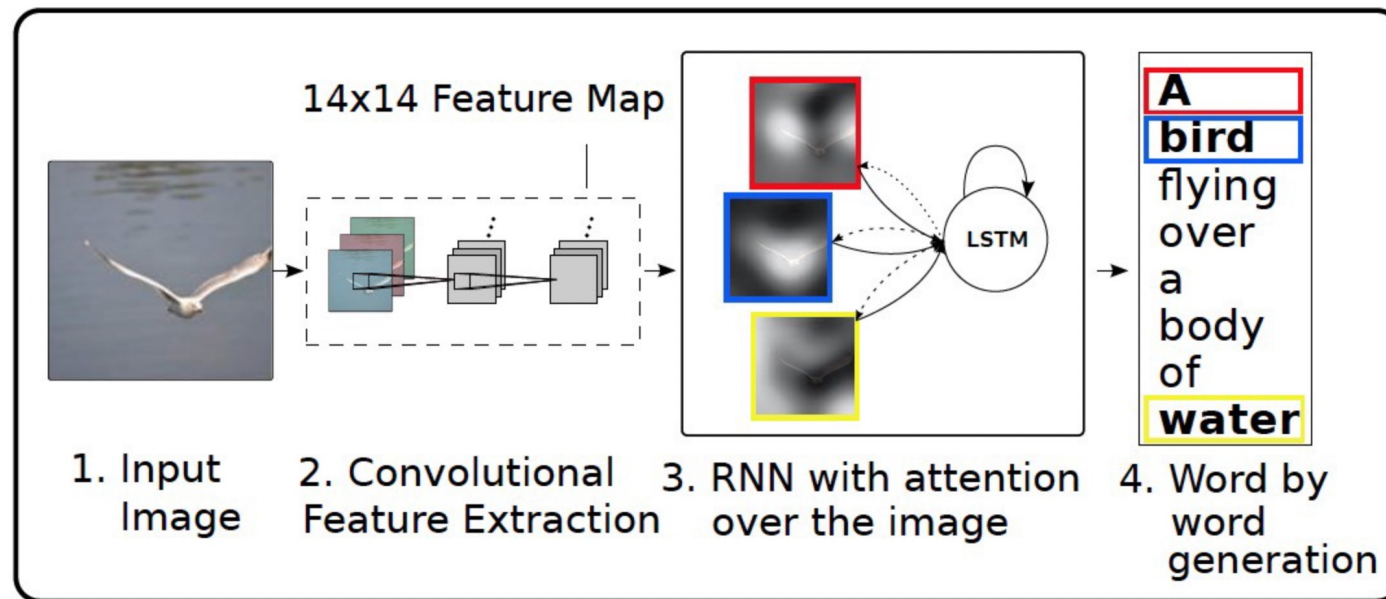 14x14 Feature Map
LSTM
A
bird
flying
over
a
body
of
water
1. Input
Image
2. Convolutional
Feature Extraction
3. RNN with attention
over the image
4. Word by
word
generation